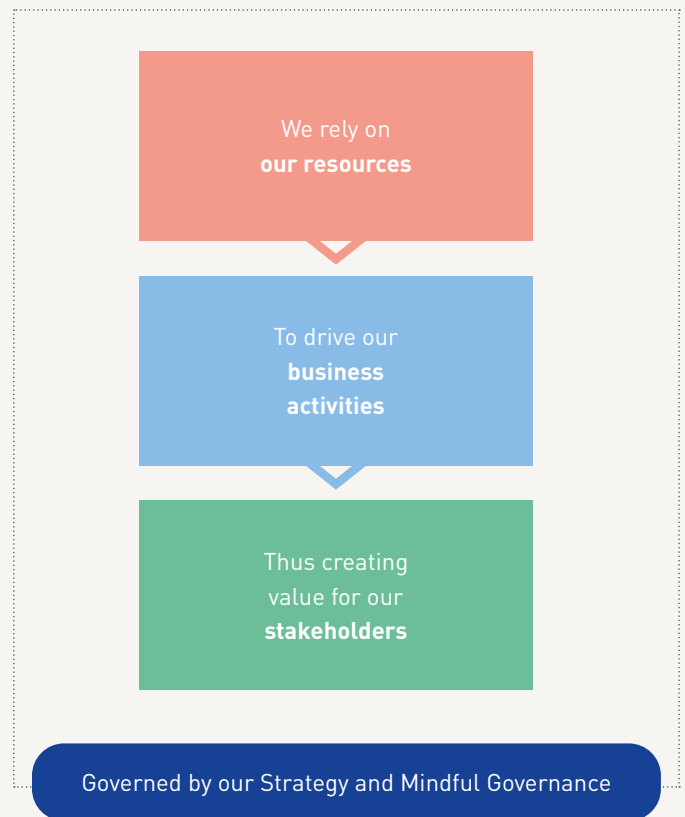 We rely on
our resources
To drive our
business
activities
Thus creating
value for our
stakeholders
Governed by our Strategy and Mindful Governance